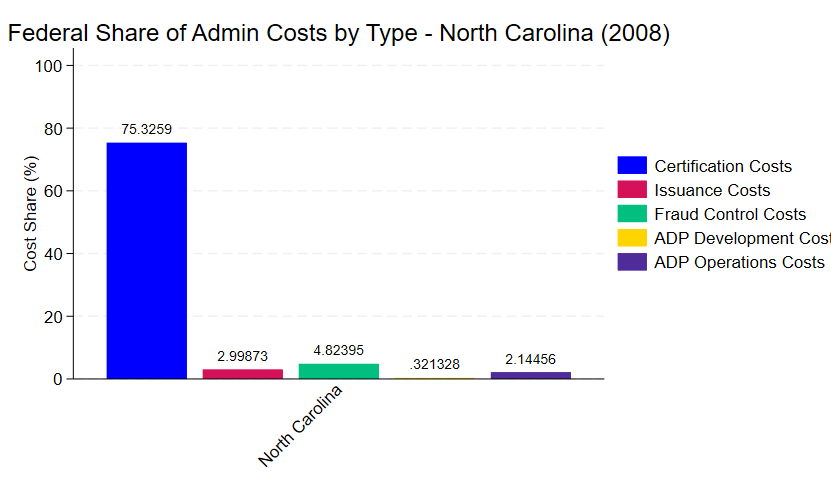 Federal Share of Admin Costs by Type - North Carolina (2008)
100
80
60
40
20
0
Cost Share (%)
75.3259
2.99873
4.82395
.321328
2.14456
North Carolina
Certification Costs
Issuance Costs
Fraud Control Costs
ADP Development Cost
ADP Operations Costs